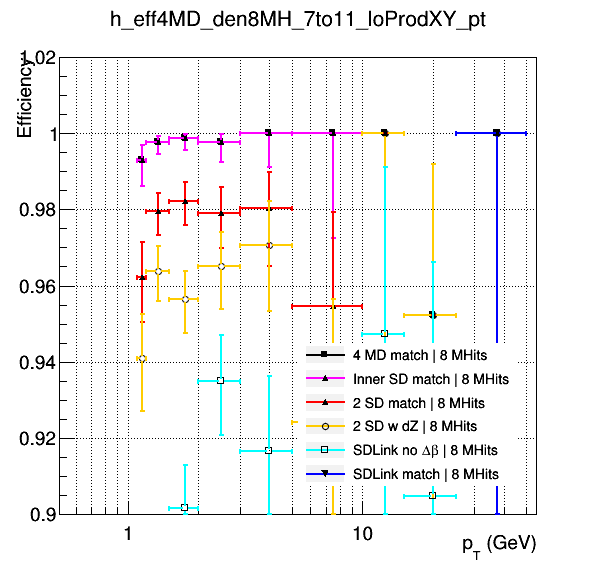 h_eff4MD_den8MH_7to11_loProdXY_pt
Efficiency
1.02
1
0.98
0.96
0.94
0.92
0.9
4 MD match | 8 MHits
Inner SD match | 8 MHits
2 SD match | 8 MHits
2 SD w dZ | 8 MHits
SDLink no Δβ | 8 MHits
SDLink match | 8 MHits
1
10
p_T (GeV)